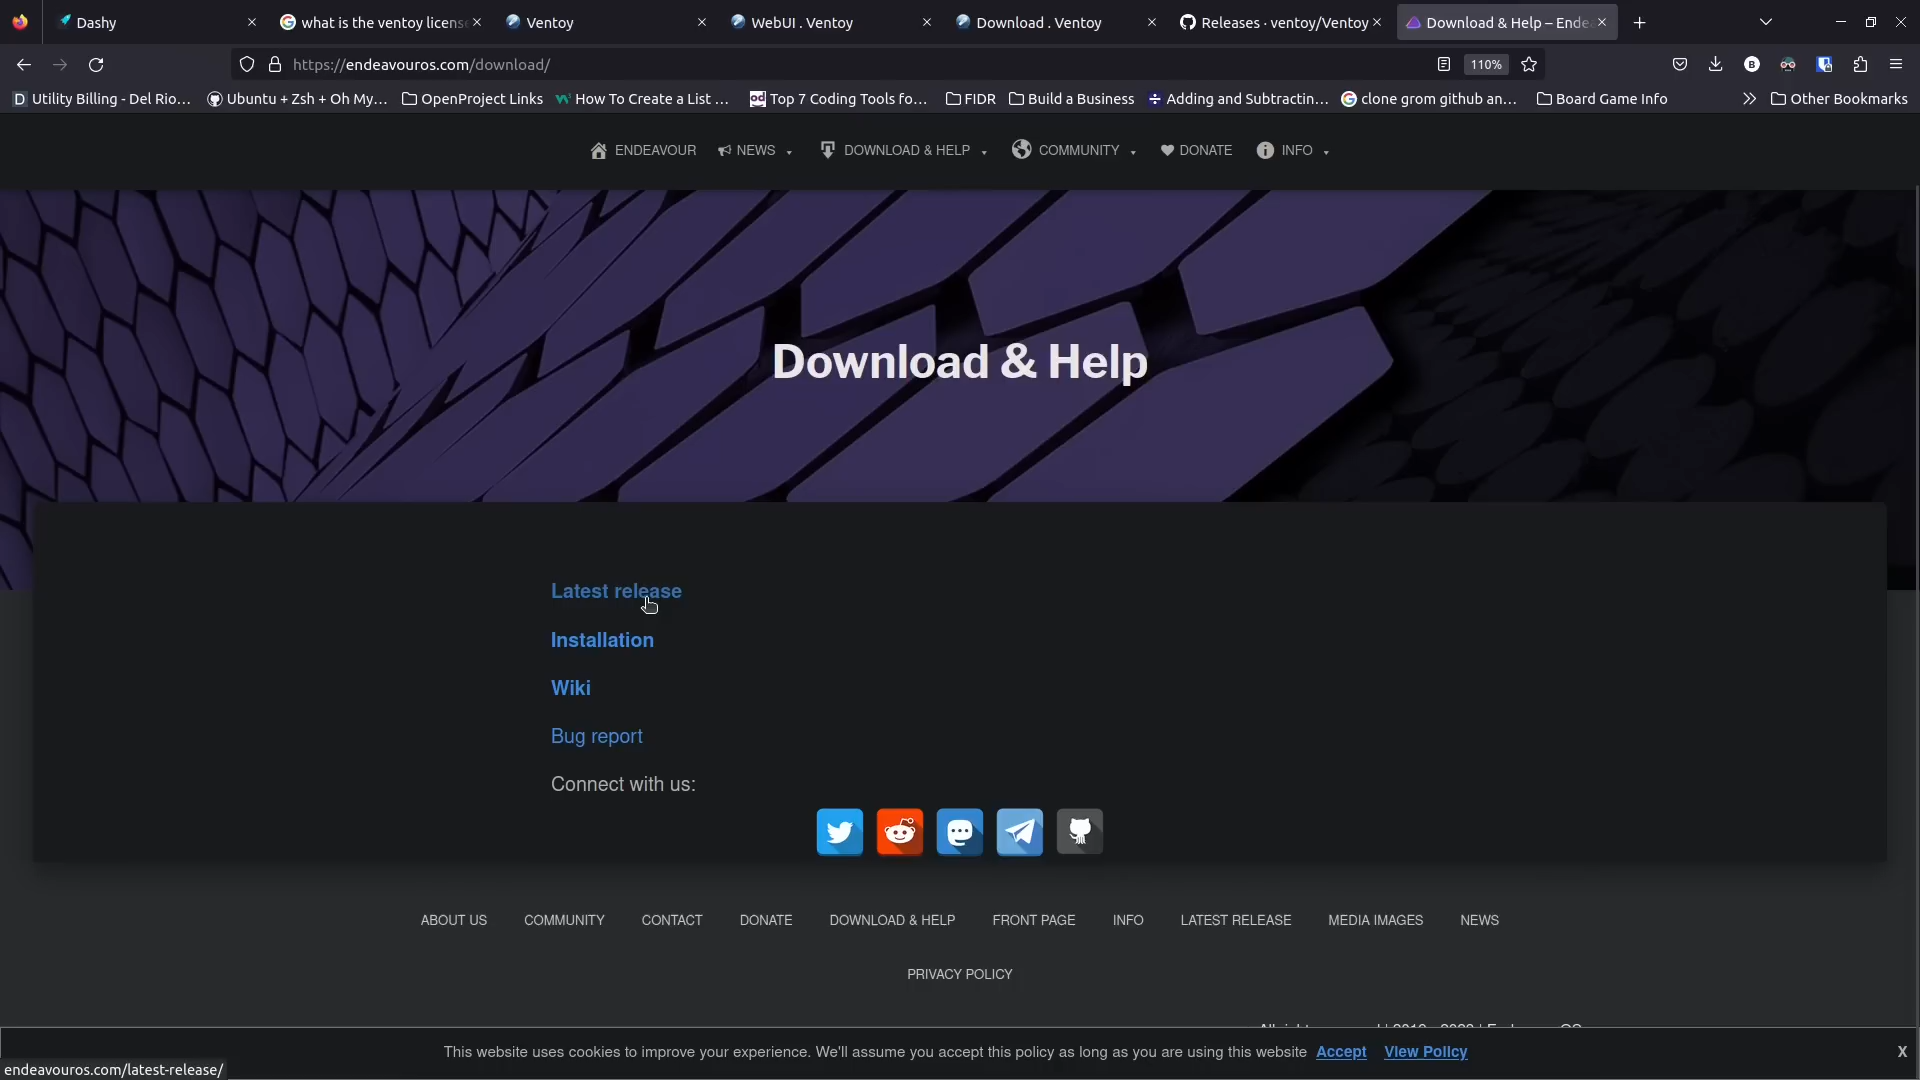 Dashy
what is the ventoy license
Ventoy
WebUI . Ventoy
Download . Ventoy
Releases · ventoy/Ventoy
Download & Help – Ende
https://endeavouros.com/download/
110%
Utility Billing - Del Rio...
Ubuntu + Zsh + Oh My...
OpenProject Links
How To Create a List ...
Top 7 Coding Tools fo...
FIDR
Build a Business
Adding and Subtractin...
clone grom github an...
Board Game Info
Other Bookmarks
ENDEAVOUR
NEWS
DOWNLOAD & HELP
COMMUNITY
DONATE
INFO
Download & Help
Latest release
Installation
Wiki
Bug report
Connect with us:
ABOUT US
COMMUNITY
CONTACT
DONATE
DOWNLOAD & HELP
FRONT PAGE
INFO
LATEST RELEASE
MEDIA IMAGES
NEWS
PRIVACY POLICY
This website uses cookies to improve your experience. We'll assume you accept this policy as long as you are using this website
Accept
View Policy
X
endeavouros.com/latest-release/